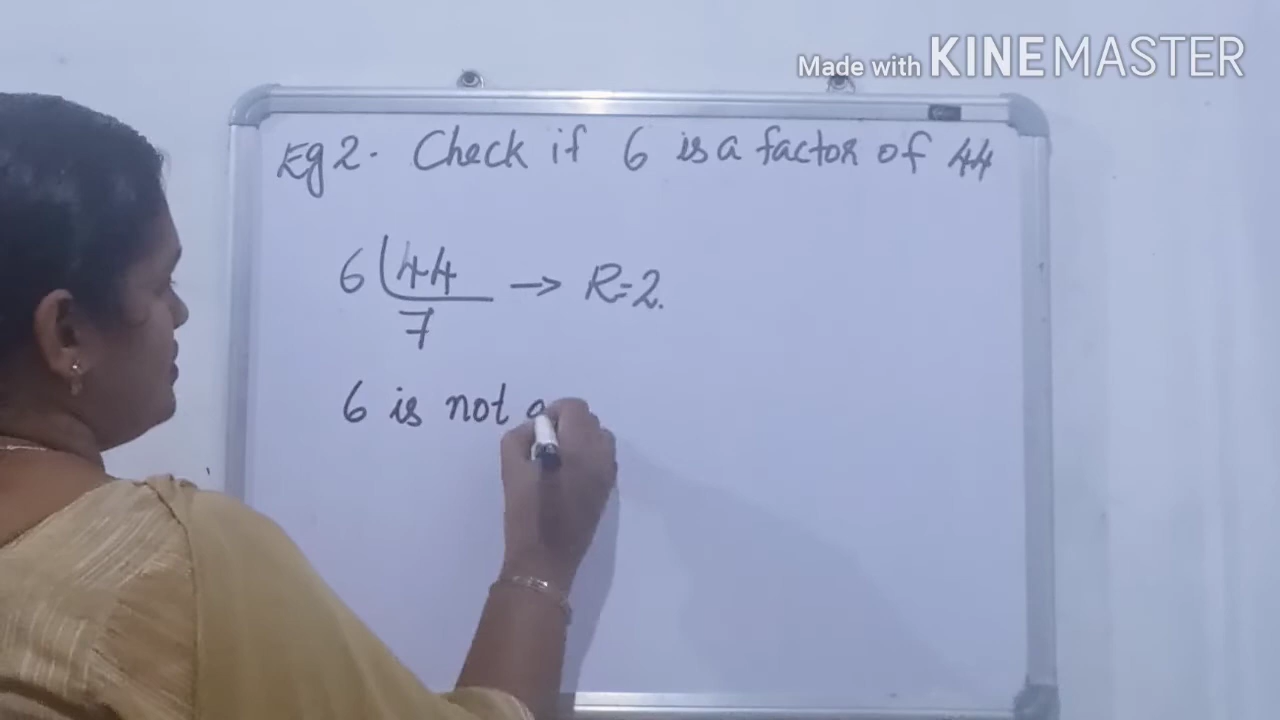 Made with KINEMASTER
Eg 2. Check if 6 is a factor of 44
6 44 → R=2.
7
6 is not a